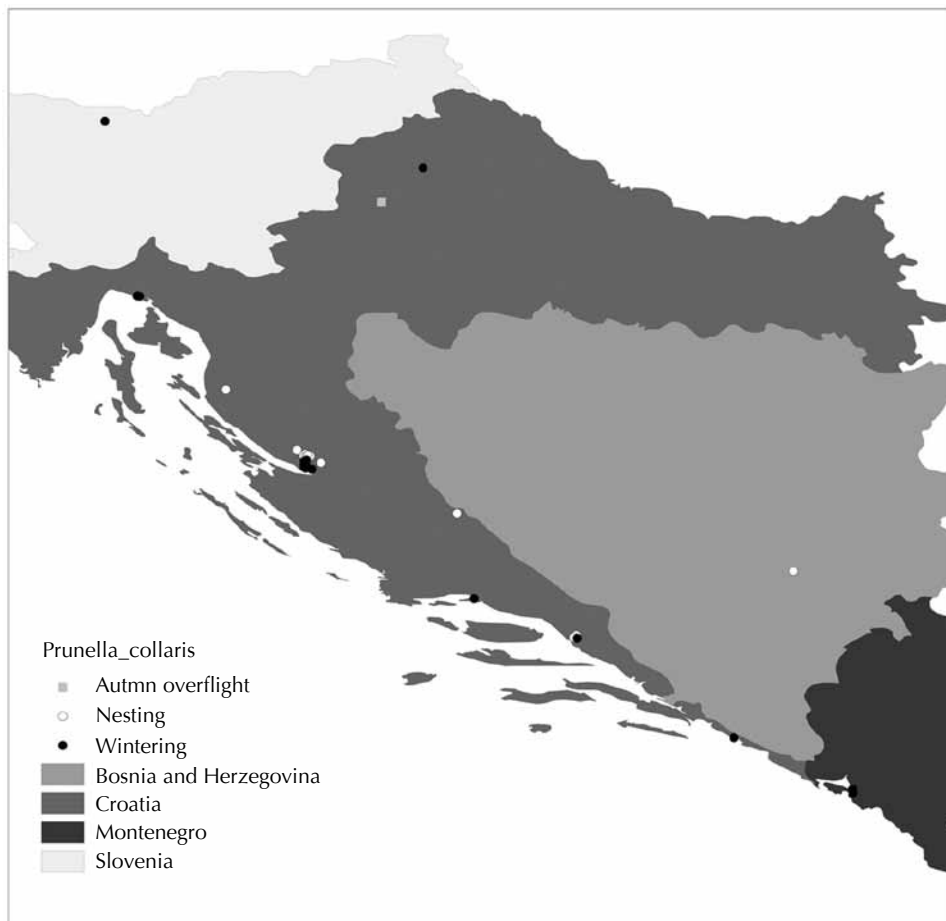 Prunella_collaris
Autmn overflight
Nesting
Wintering
Bosnia and Herzegovina
Croatia
Montenegro
Slovenia